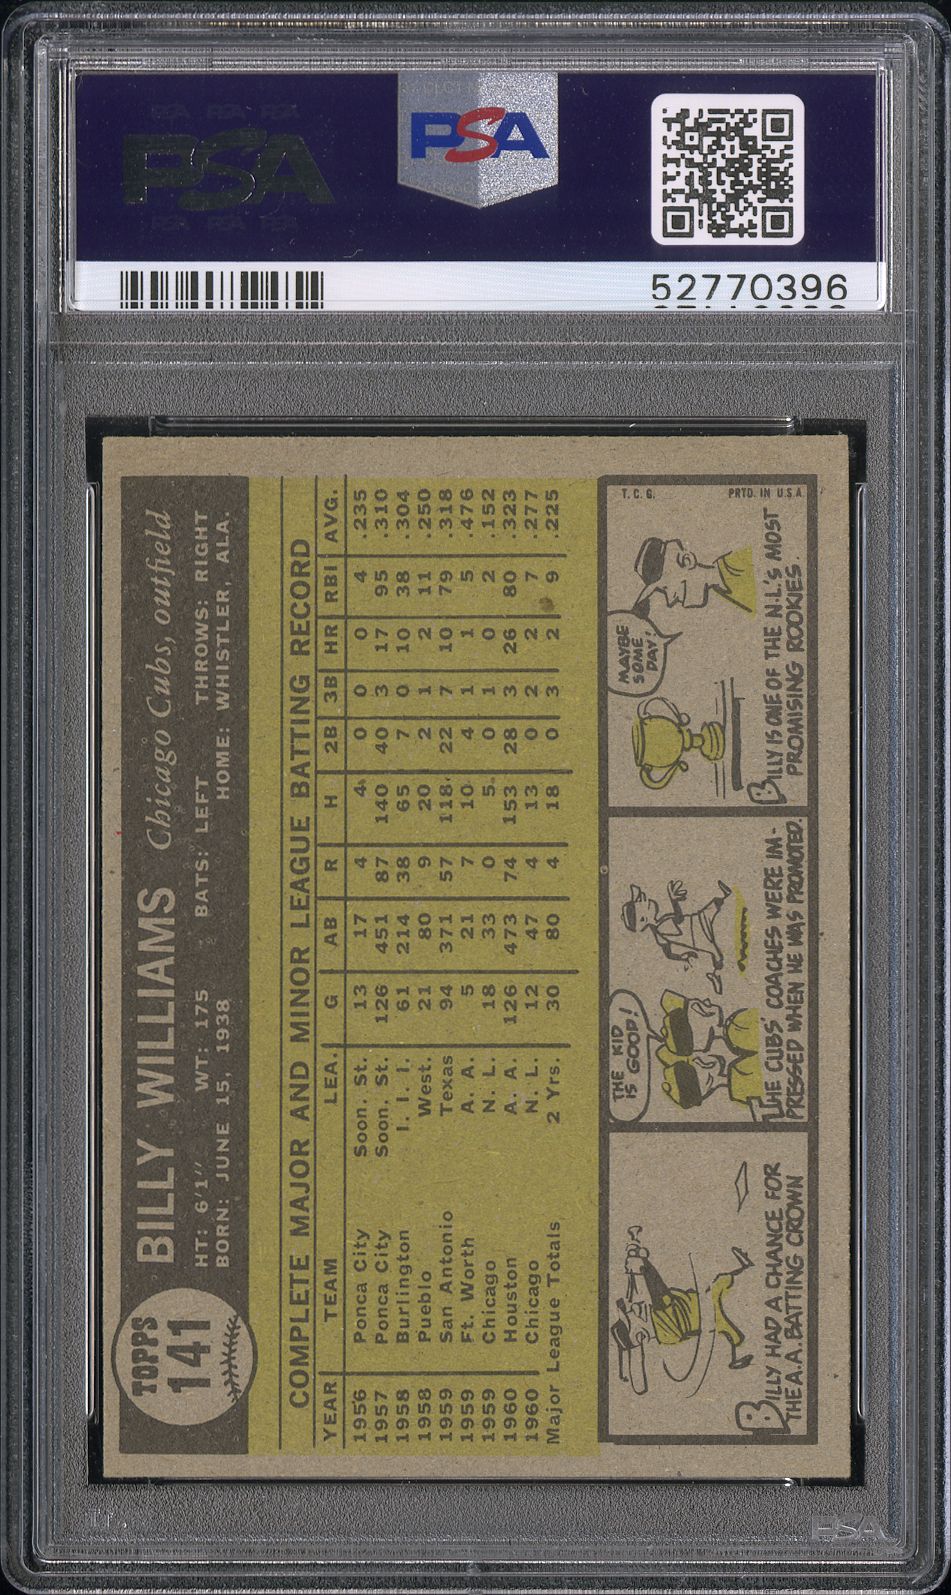 PSA
PSA
52770396
TOPPS
141
BILLY WILLIAMS Chicago Cubs, outfield
HT: 6'1" WT: 175 BATS: LEFT THROWS: RIGHT
BORN: JUNE 15, 1938 HOME: WHISTLER, ALA.
COMPLETE MAJOR AND MINOR LEAGUE BATTING RECORD
YEAR TEAM LEA. G AB R H 2B 3B HR RBI AVG.
1956 Ponca City Soon. St. 13 17 4 4 0 0 0 4 .235
1957 Ponca City Soon. St. 126 451 87 140 40 3 17 95 .310
1958 Burlington I. I. I. 61 214 38 65 7 0 10 38 .304
1958 Pueblo West. 21 80 9 20 2 1 2 11 .250
1959 San Antonio Texas 94 371 57 118 22 7 10 79 .318
1959 Ft. Worth A. A. 5 21 7 10 4 1 1 5 .476
1959 Chicago N. L. 18 33 0 5 0 1 0 2 .152
1960 Houston A. A. 126 473 74 153 28 3 26 80 .323
1960 Chicago N. L. 12 47 4 13 0 2 2 7 .277
Major League Totals 2 Yrs. 30 80 4 18 0 3 2 9 .225
BILLY HAD A CHANCE FOR
THE A.A. BATTING CROWN
THE KID
IS GOOD!
THE CUBS' COACHES WERE IM-
PRESSED WHEN HE WAS PROMOTED.
MAYBE
SOME
DAY!
BILLY IS ONE OF THE N.L.'S MOST
PROMISING ROOKIES.
T.C.G. PRTD. IN U.S.A.
PSA